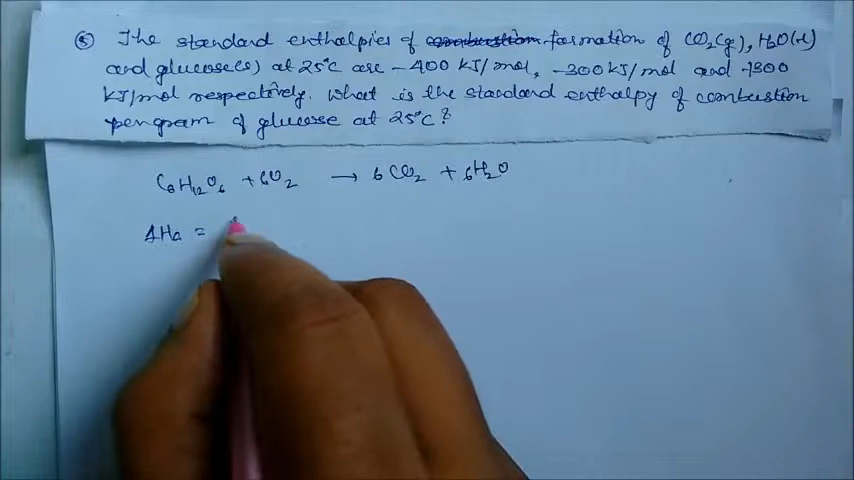 ⑤ The standard enthalpies of combustion formation of CO2(g), H2O(l)
and glucose(s) at 25°C are -400 kJ/mol, -300kJ/mol and -1300
kJ/mol respectively. What is the standard enthalpy of combustion
per gram of glucose at 25°C?
C6H12O6 + 6O2 → 6CO2 + 6H2O
ΔHc =